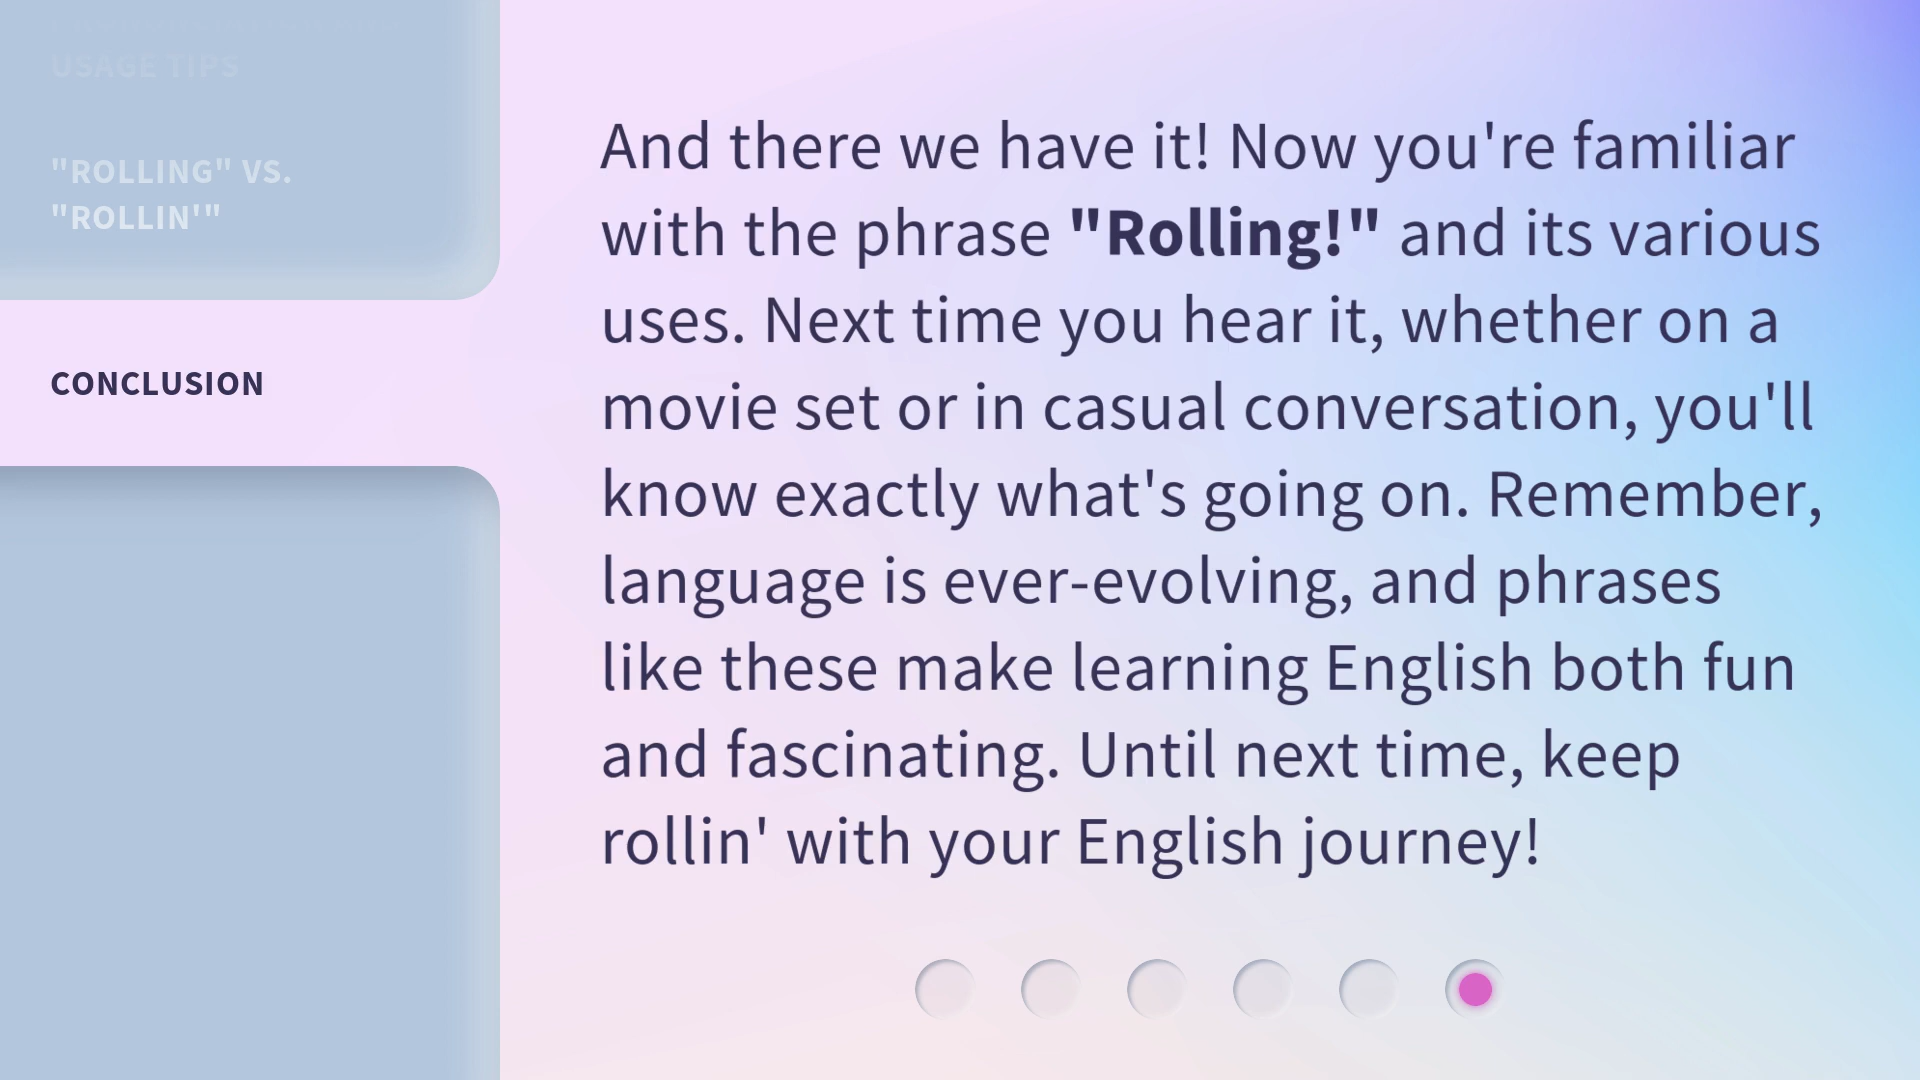 USAGE TIPS
"ROLLING" VS.
"ROLLIN'"
CONCLUSION
And there we have it! Now you're familiar
with the phrase "Rolling!" and its various
uses. Next time you hear it, whether on a
movie set or in casual conversation, you'll
know exactly what's going on. Remember,
language is ever-evolving, and phrases
like these make learning English both fun
and fascinating. Until next time, keep
rollin' with your English journey!